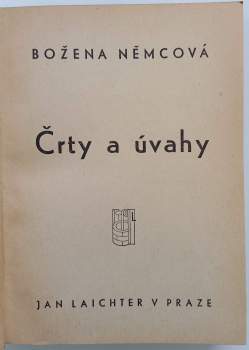 BOŽENA NĚMCOVÁ
Črty a úvahy
JAN LAICHTER V PRAZE